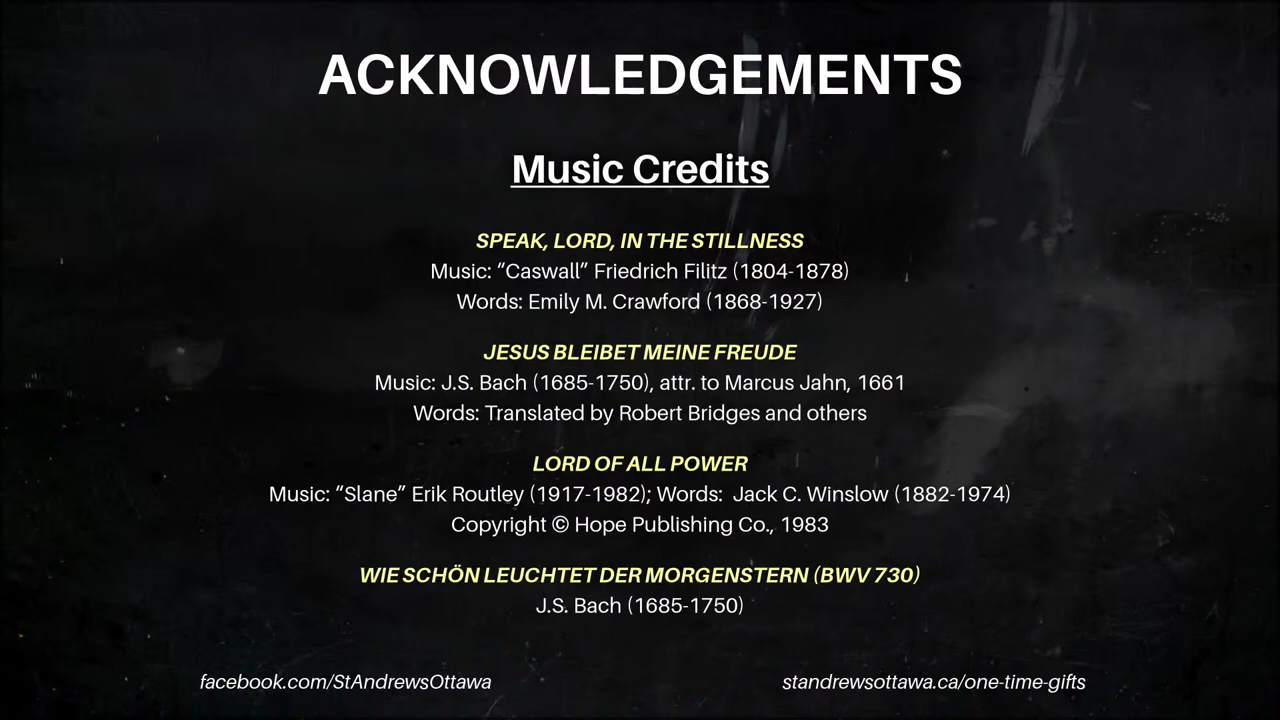 ACKNOWLEDGEMENTS
Music Credits
SPEAK, LORD, IN THE STILLNESS
Music: “Caswall” Friedrich Filitz (1804-1878)
Words: Emily M. Crawford (1868-1927)
JESUS BLEIBET MEINE FREUDE
Music: J.S. Bach (1685-1750), attr. to Marcus Jahn, 1661
Words: Translated by Robert Bridges and others
LORD OF ALL POWER
Music: “Slane” Erik Routley (1917-1982); Words:  Jack C. Winslow (1882-1974)
Copyright © Hope Publishing Co., 1983
WIE SCHÖN LEUCHTET DER MORGENSTERN (BWV 730)
J.S. Bach (1685-1750)
facebook.com/StAndrewsOttawa
standrewsottawa.ca/one-time-gifts